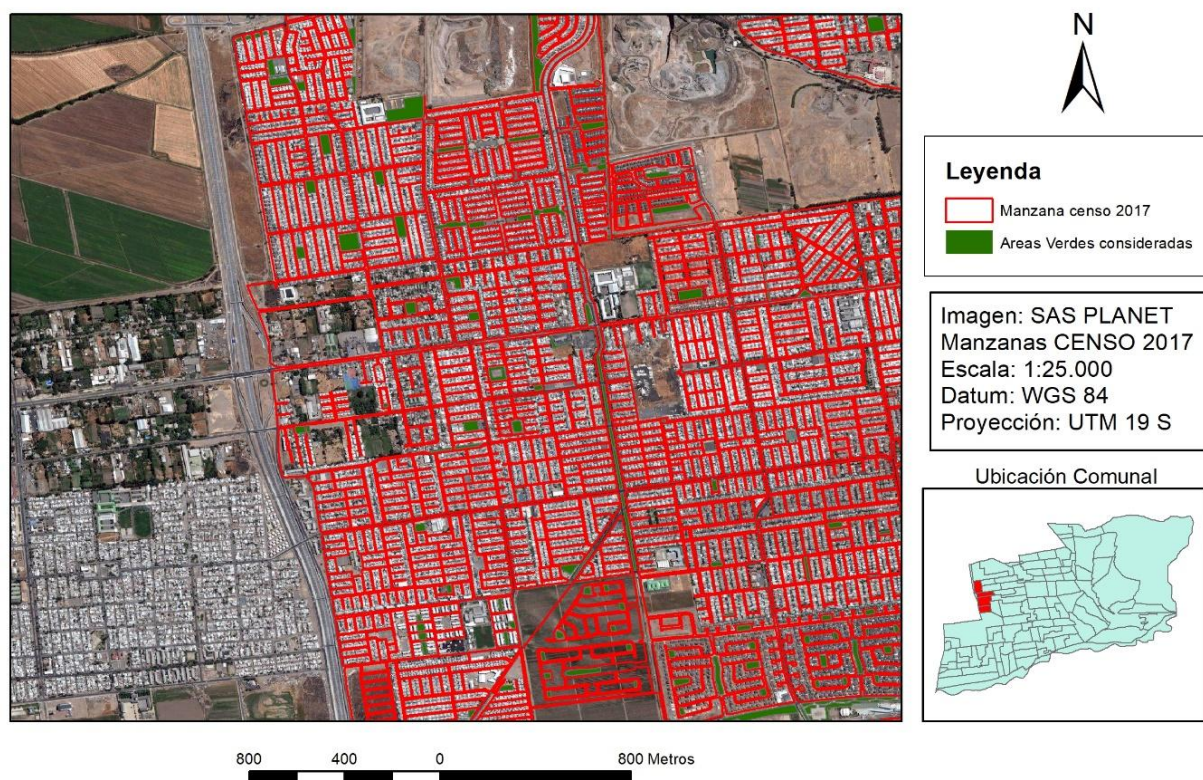 N
Leyenda
Manzana censo 2017
Areas Verdes consideradas
Imagen: SAS PLANET
Manzanas CENSO 2017
Escala: 1:25.000
Datum: WGS 84
Proyección: UTM 19 S
Ubicación Comunal
800 400 0 800 Metros